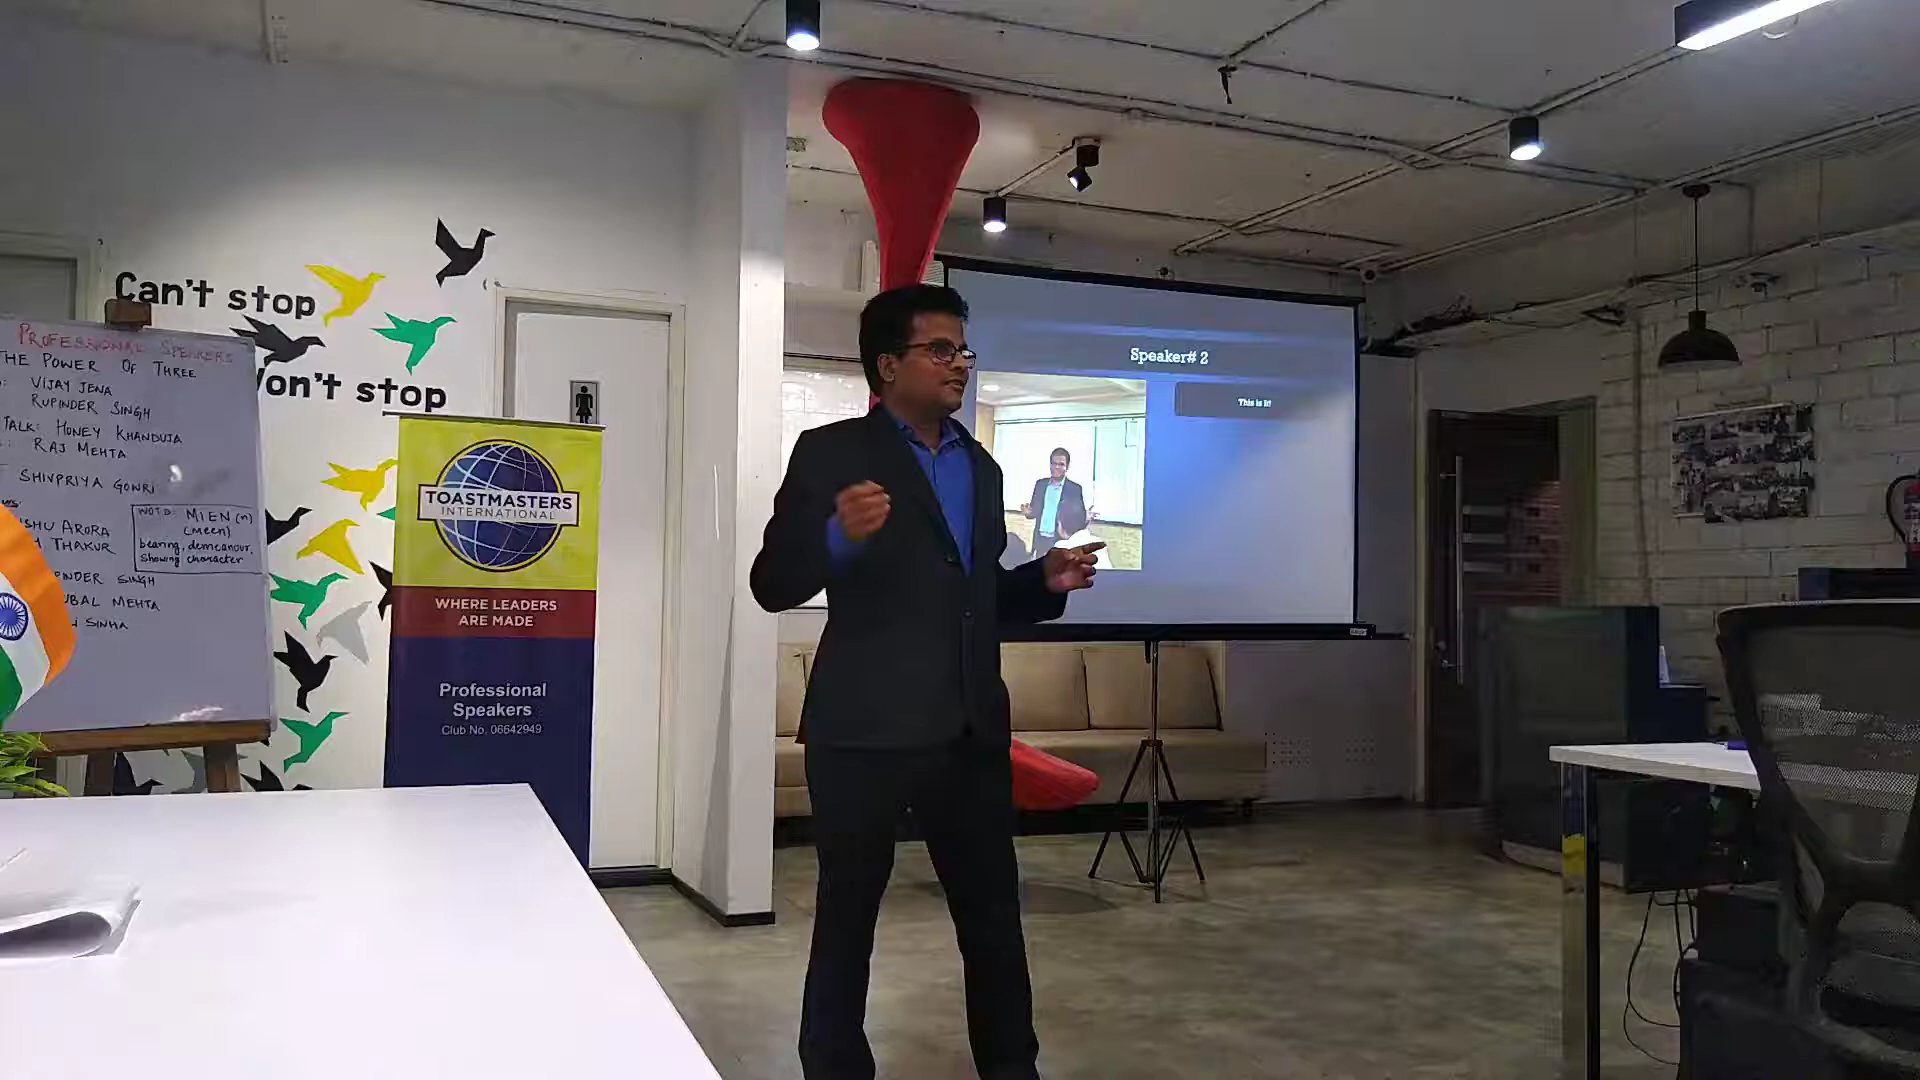 Can't stop
on't stop
PROFESSIONAL SPEAKERS
THE POWER OF THREE
VIJAY JENA
RUPINDER SINGH
TALK: HONEY KHANDUJA
RAJ MEHTA
SHIVPRIYA GOWRI
ISHU ARORA
THAKUR
SINGH
MEHTA
SINHA
WOTD: MIEN (n)
(meen)
bearing, demeanour,
showing character
TOASTMASTERS
INTERNATIONAL
WHERE LEADERS
ARE MADE
Professional
Speakers
Club No. 06642949
Speaker# 2
This is It!